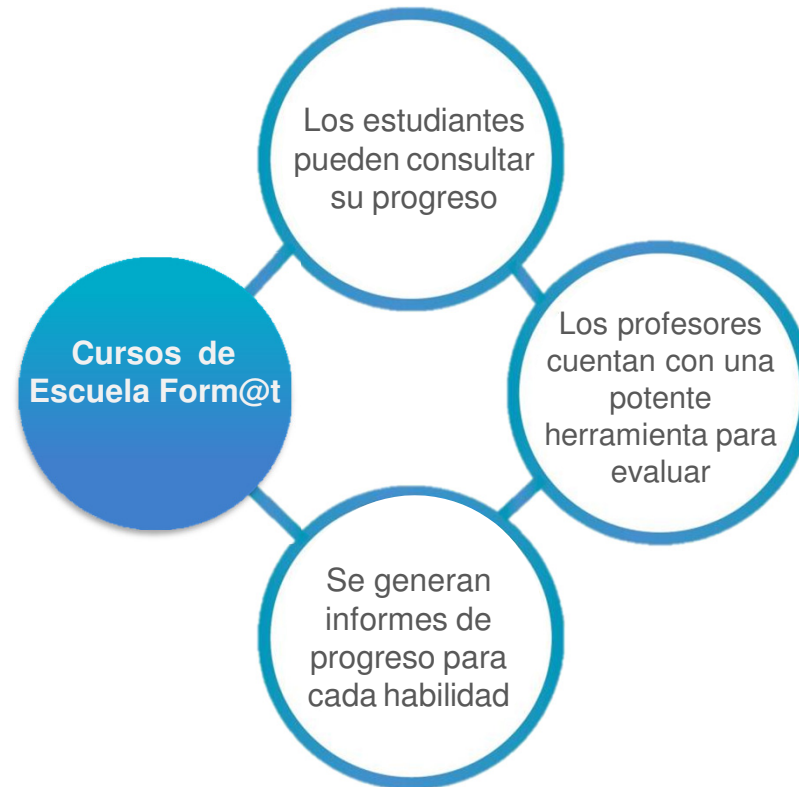 Los estudiantes
pueden consultar
su progreso
Cursos de
Escuela Form@t
Los profesores
cuentan con una
potente
herramienta para
evaluar
Se generan
informes de
progreso para
cada habilidad